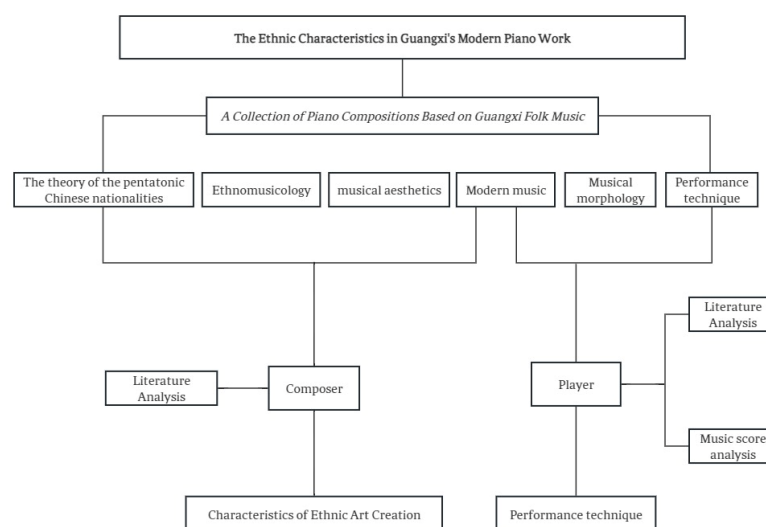 The Ethnic Characteristics in Guangxi's Modern Piano Work
A Collection of Piano Compositions Based on Guangxi Folk Music
The theory of the pentatonic
Chinese nationalities
Ethnomusicology
musical aesthetics
Modern music
Musical
morphology
Performance
technique
Literature
Analysis
Literature
Analysis
Composer
Player
Music score
analysis
Characteristics of Ethnic Art Creation
Performance technique